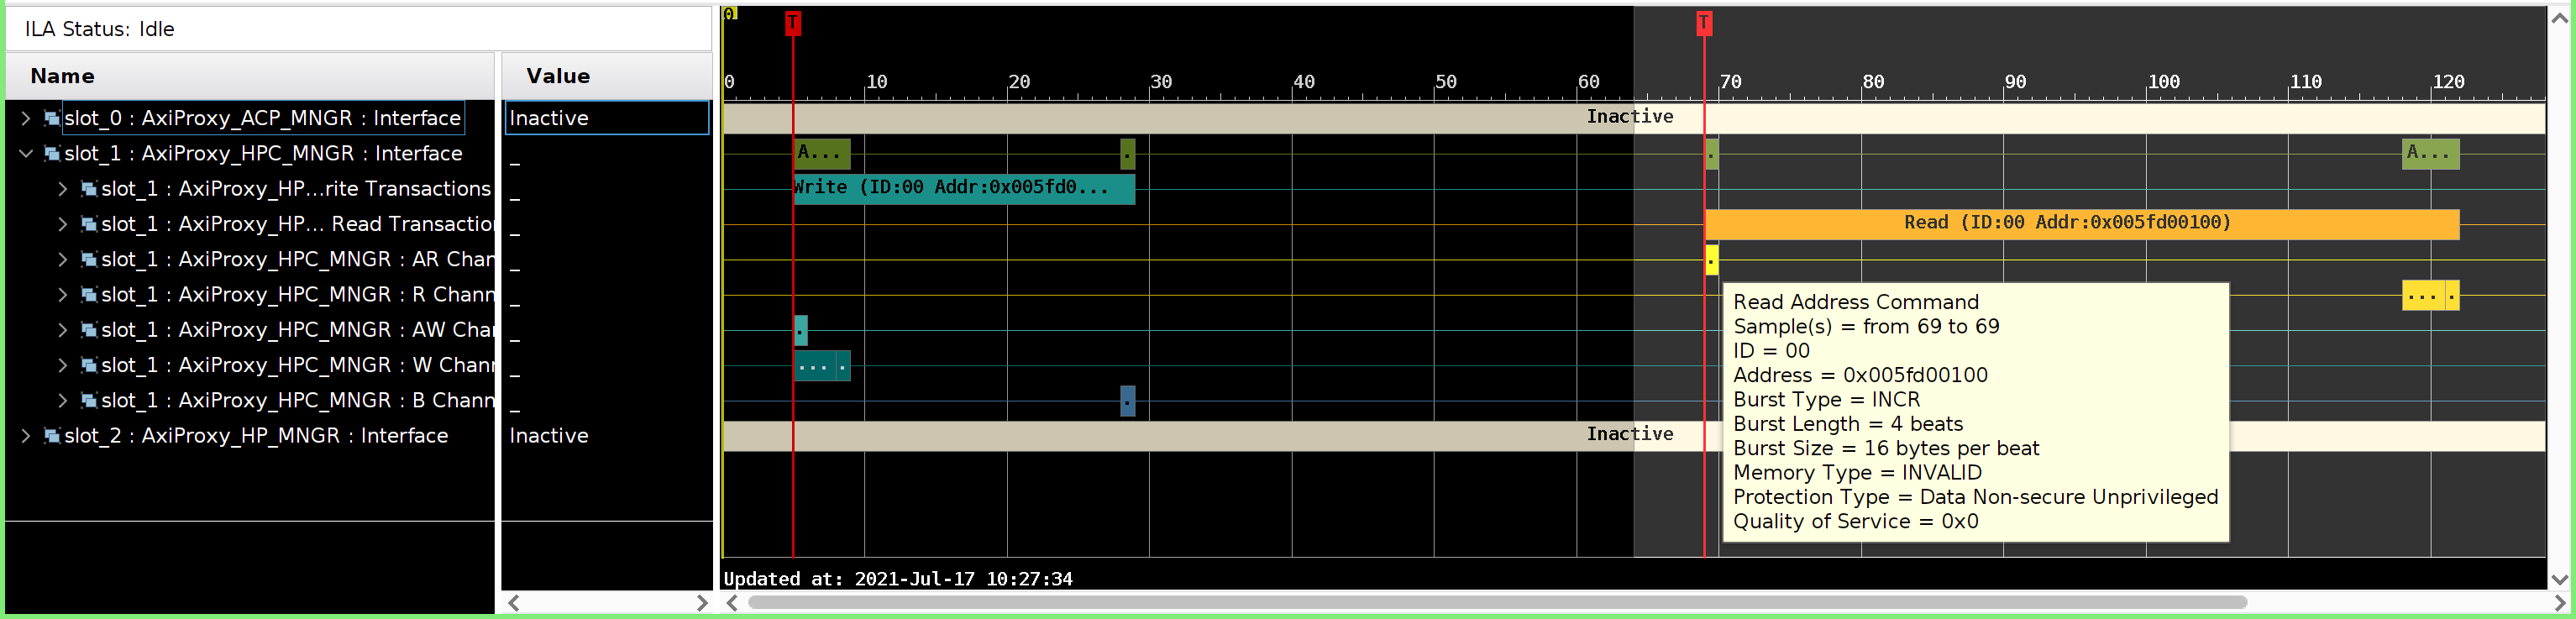 ILA Status: Idle
Name Value
0
T T
0 10 20 30 40 50 60 70 80 90 100 110 120
slot_0 : AxiProxy_ACP_MNGR : Interface Inactive Inactive
slot_1 : AxiProxy_HPC_MNGR : Interface _ A... . . A...
slot_1 : AxiProxy_HP...rite Transactions _ Write (ID:00 Addr:0x005fd0...
slot_1 : AxiProxy_HP... Read Transactio _ Read (ID:00 Addr:0x005fd00100)
slot_1 : AxiProxy_HPC_MNGR : AR Chan _ .
slot_1 : AxiProxy_HPC_MNGR : R Chann _ ... .
slot_1 : AxiProxy_HPC_MNGR : AW Cha _ .
slot_1 : AxiProxy_HPC_MNGR : W Chan _ ... .
slot_1 : AxiProxy_HPC_MNGR : B Chann _ .
slot_2 : AxiProxy_HP_MNGR : Interface Inactive Inactive
Read Address Command
Sample(s) = from 69 to 69
ID = 00
Address = 0x005fd00100
Burst Type = INCR
Burst Length = 4 beats
Burst Size = 16 bytes per beat
Memory Type = INVALID
Protection Type = Data Non-secure Unprivileged
Quality of Service = 0x0
Updated at: 2021-Jul-17 10:27:34